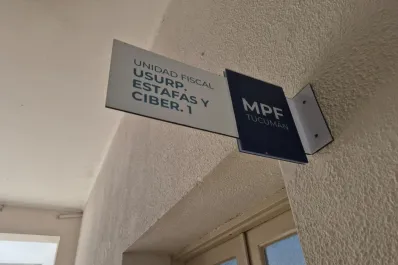 UNIDAD FISCAL
USURP.
ESTAFAS Y
CIBER. 1
MPF
TUCUMÁN